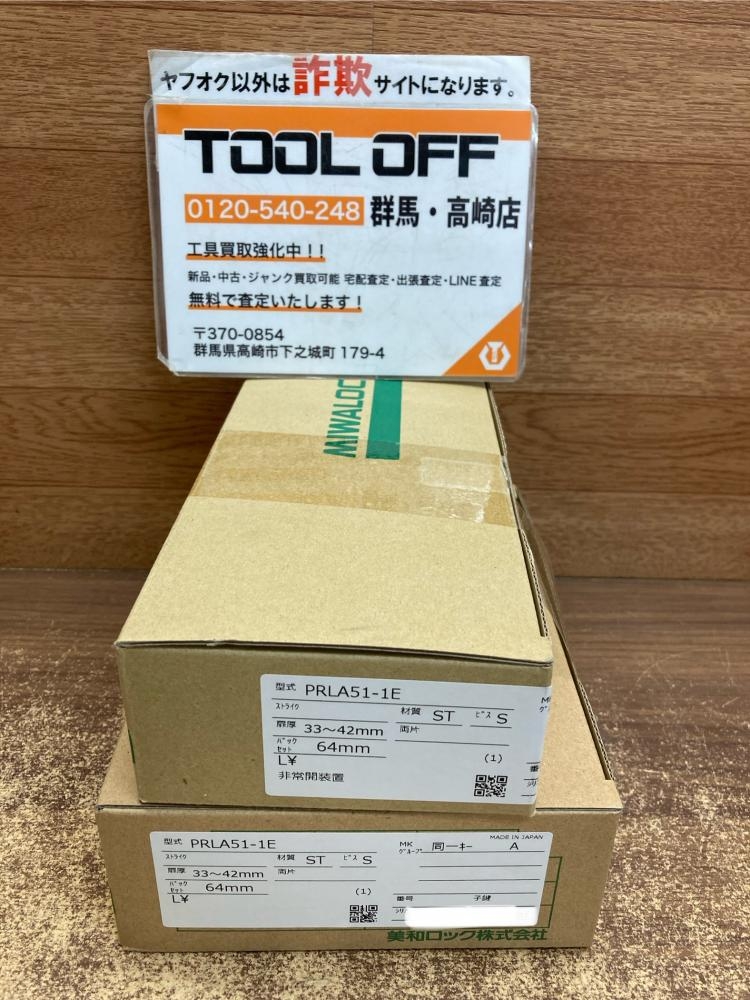 ヤフオク以外は詐欺サイトになります。
TOOL OFF
0120-540-248 群馬・高崎店
工具買取強化中！！
新品・中古・ジャンク買取可能 宅配査定・出張査定・LINE査定
無料で査定いたします！
〒370-0854
群馬県高崎市下之城町 179-4
MIWALOC
型式 PRLA51-1E
ストライク 材質 ST ビス S
扉厚 33～42mm 両片
バックセット 64mm (1)
L¥
非常開装置
型式 PRLA51-1E
ストライク 材質 ST ビス S
扉厚 33～42mm 両片
バックセット 64mm (1)
L¥
MADE IN JAPAN
MKグループ 同一キー A
番号 子鍵
美和ロック株式会社